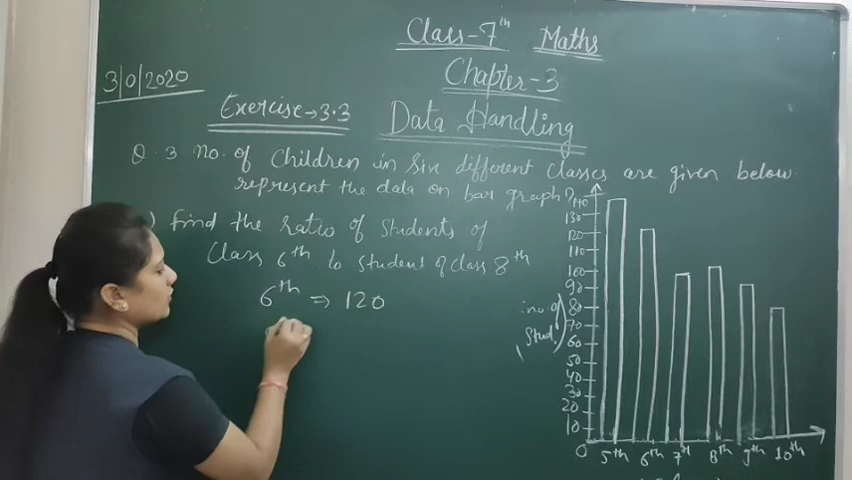 Class-7th Maths
3/0/2020
Chapter-3
Exercise→3.3
Data Handling
Q.3 no. of Children in Six different Classes are given below.
represent the data on bar graph?
) find the ratio of students of
Class 6th to student of class 8th
6th ⇒ 120
no. of
Stud.
140
130
120
110
100
90
80
70
60
50
40
30
20
10
0
5th 6th 7th 8th 9th 10th